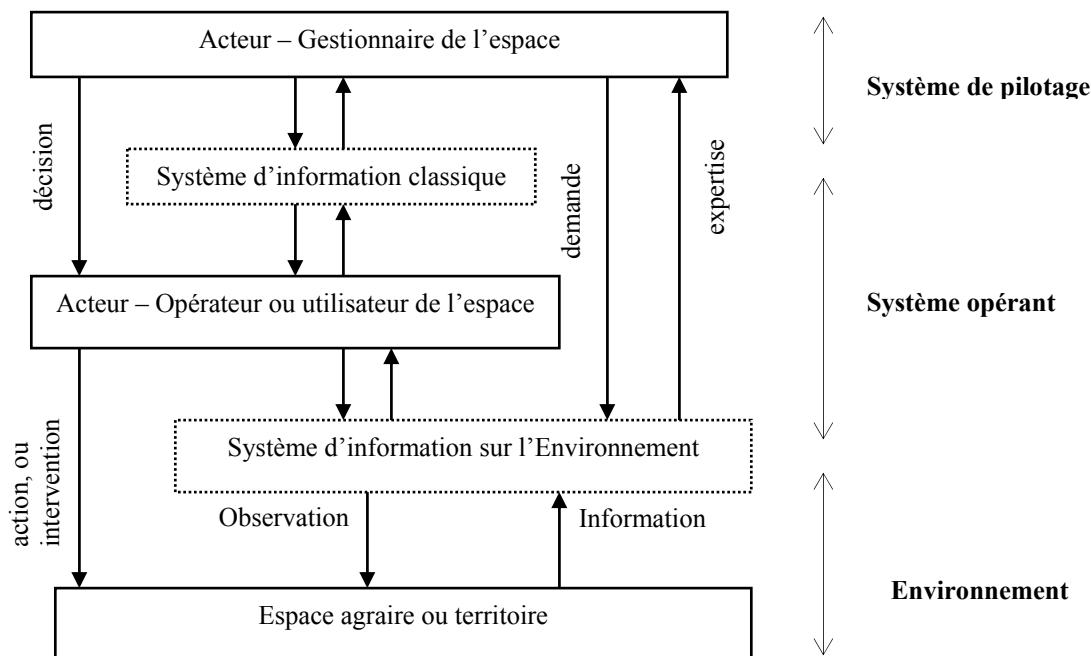 Acteur – Gestionnaire de l’espace
Système de pilotage
décision
Système d’information classique
demande
expertise
Acteur – Opérateur ou utilisateur de l’espace
Système opérant
action, ou
intervention
Système d’information sur l’Environnement
Observation
Information
Environnement
Espace agraire ou territoire